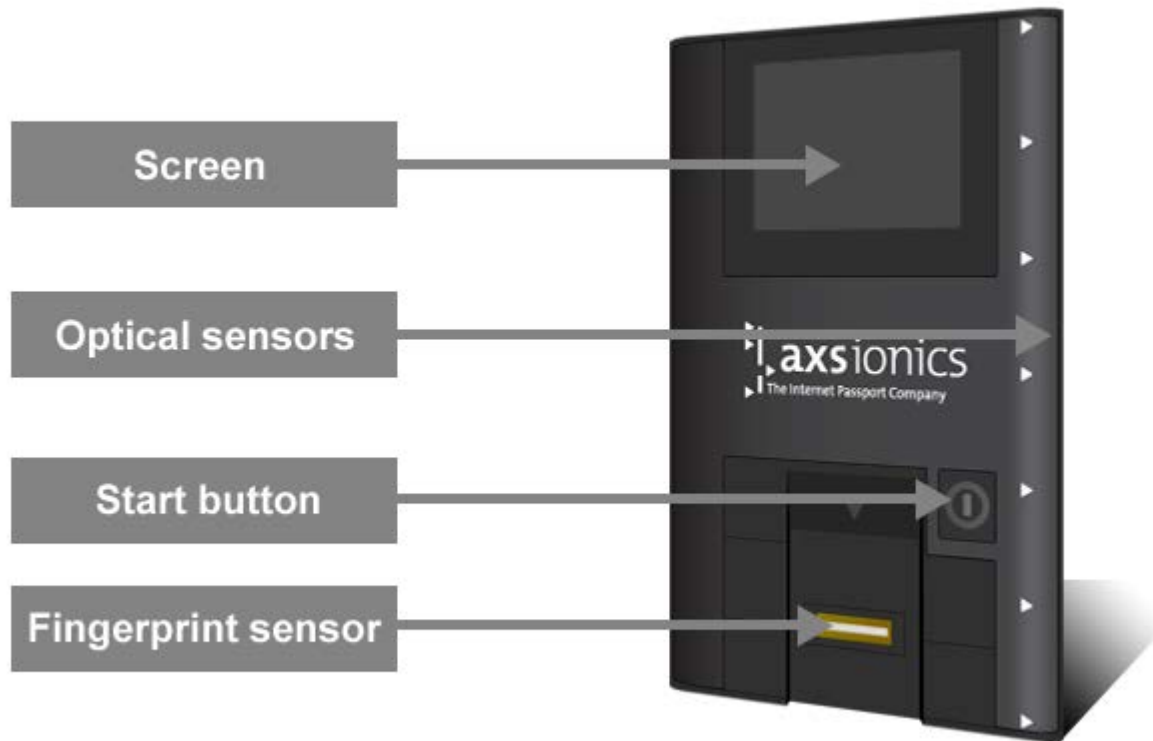 Screen
Optical sensors
axsionics
The Internet Passport Company
Start button
Fingerprint sensor